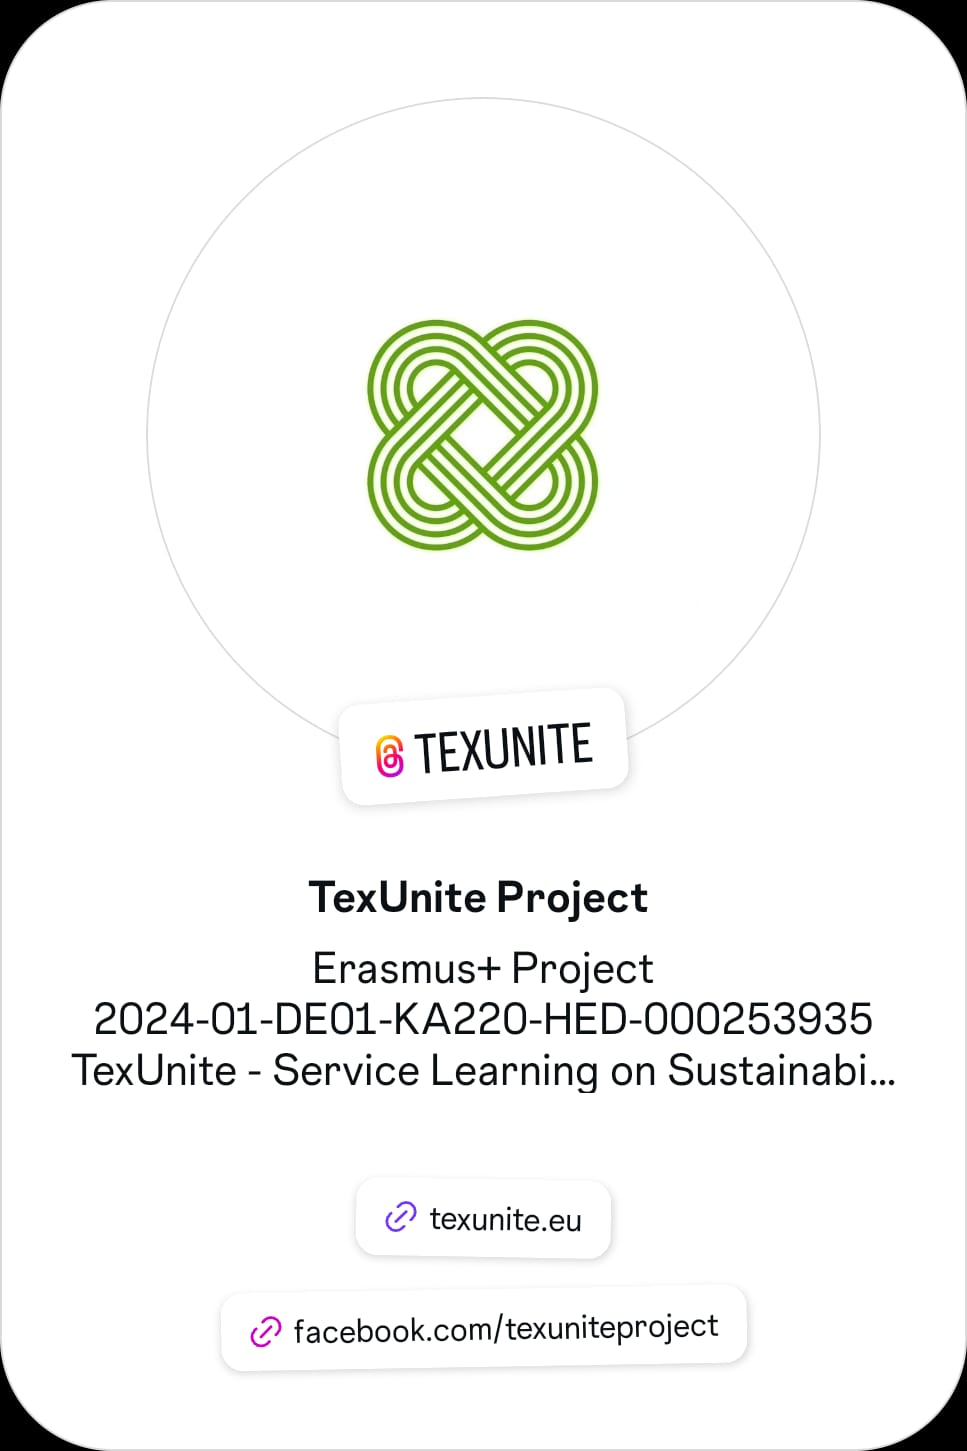 TEXUNITE
TexUnite Project
Erasmus+ Project
2024-01-DE01-KA220-HED-000253935
TexUnite - Service Learning on Sustainabi...
texunite.eu
facebook.com/texuniteproject